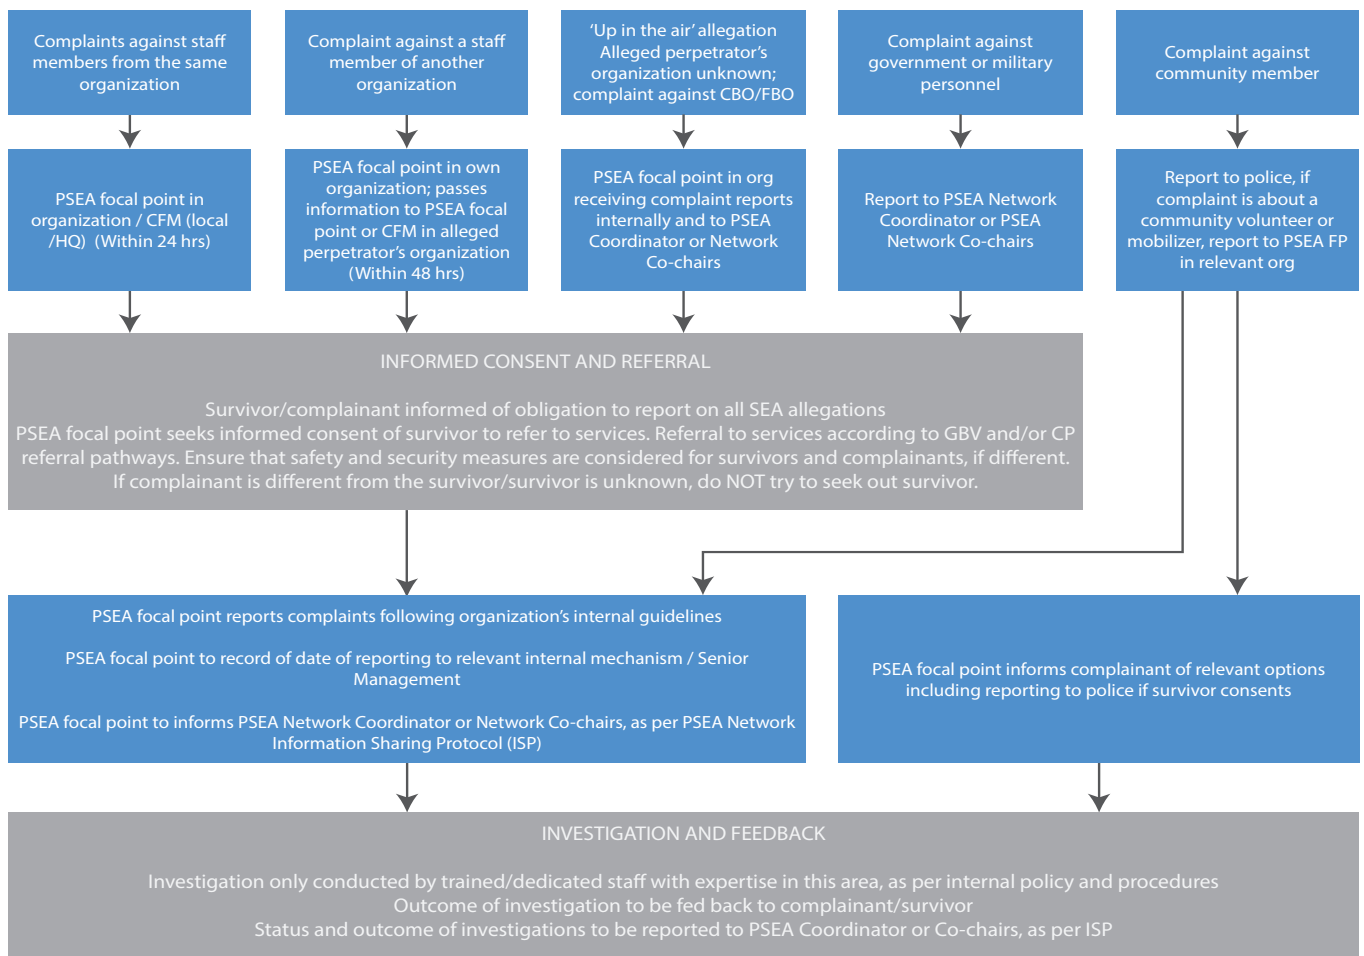 Complaints against staff
members from the same
organization
Complaint against a staff
member of another
organization
‘Up in the air’ allegation
Alleged perpetrator’s
organization unknown;
complaint against CBO/FBO
Complaint against
government or military
personnel
Complaint against
community member
PSEA focal point in
organization / CFM (local
/HQ) (Within 24 hrs)
PSEA focal point in own
organization; passes
information to PSEA focal
point or CFM in alleged
perpetrator’s organization
(Within 48 hrs)
PSEA focal point in org
receiving complaint reports
internally and to PSEA
Coordinator or Network
Co-chairs
Report to PSEA Network
Coordinator or PSEA
Network Co-chairs
Report to police, if
complaint is about a
community volunteer or
mobilizer, report to PSEA FP
in relevant org
INFORMED CONSENT AND REFERRAL
Survivor/complainant informed of obligation to report on all SEA allegations
PSEA focal point seeks informed consent of survivor to refer to services. Referral to services according to GBV and/or CP
referral pathways. Ensure that safety and security measures are considered for survivors and complainants, if different.
If complainant is different from the survivor/survivor is unknown, do NOT try to seek out survivor.
PSEA focal point reports complaints following organization’s internal guidelines
PSEA focal point to record of date of reporting to relevant internal mechanism / Senior
Management
PSEA focal point to informs PSEA Network Coordinator or Network Co-chairs, as per PSEA Network
Information Sharing Protocol (ISP)
PSEA focal point informs complainant of relevant options
including reporting to police if survivor consents
INVESTIGATION AND FEEDBACK
Investigation only conducted by trained/dedicated staff with expertise in this area, as per internal policy and procedures
Outcome of investigation to be fed back to complainant/survivor
Status and outcome of investigations to be reported to PSEA Coordinator or Co-chairs, as per ISP